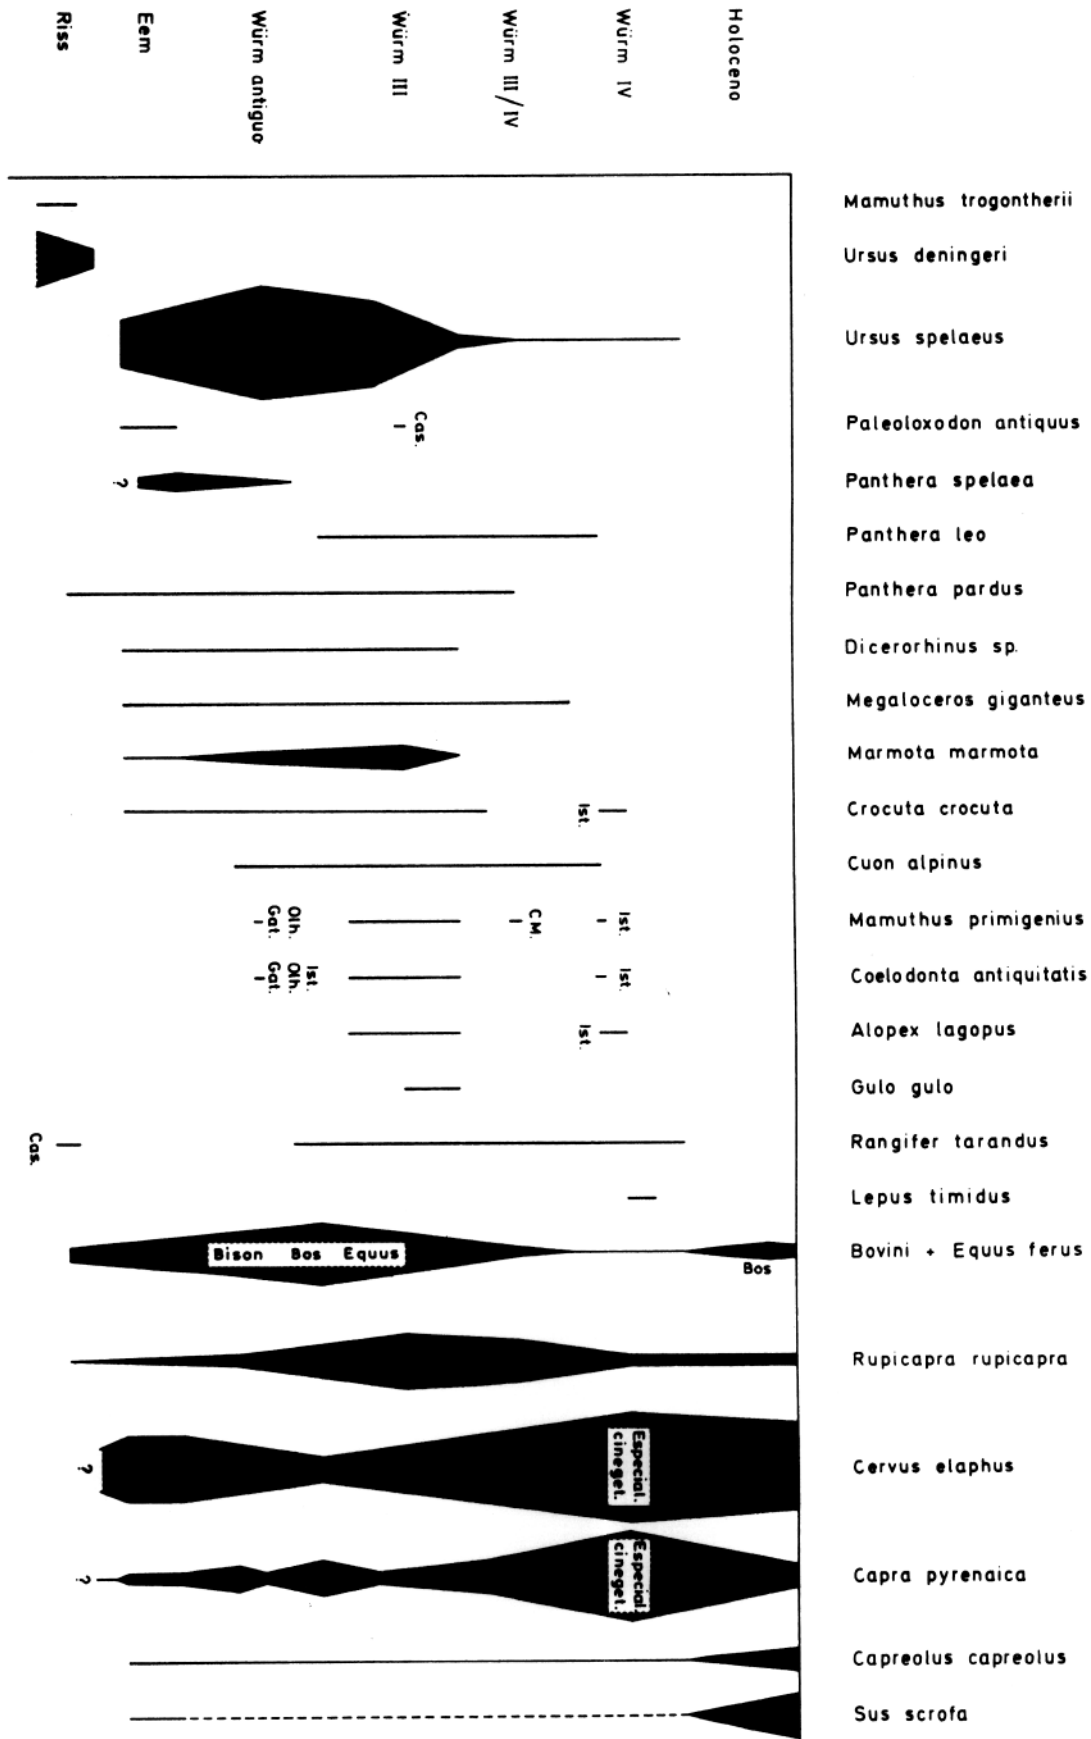 Riss
Eem
Würm antiguo
Würm III
Würm III/IV
Würm IV
Holoceno
Mamuthus trogontherii
Ursus deningeri
Ursus spelaeus
Cas.
Paleoloxodon antiquus
?
Panthera spelaea
Panthera leo
Panthera pardus
Dicerorhinus sp.
Megaloceros giganteus
Marmota marmota
Ist.
Crocuta crocuta
Cuon alpinus
Olh.
Gat.
C.M.
Ist.
Mamuthus primigenius
Ist.
Olh.
Gat.
Ist.
Coelodonta antiquitatis
Ist.
Alopex lagopus
Gulo gulo
Cas.
Rangifer tarandus
Lepus timidus
Bison Bos Equus
Bos
Bovini + Equus ferus
Rupicapra rupicapra
?
Especial.
cineget.
Cervus elaphus
?
Especial.
cineget.
Capra pyrenaica
Capreolus capreolus
Sus scrofa